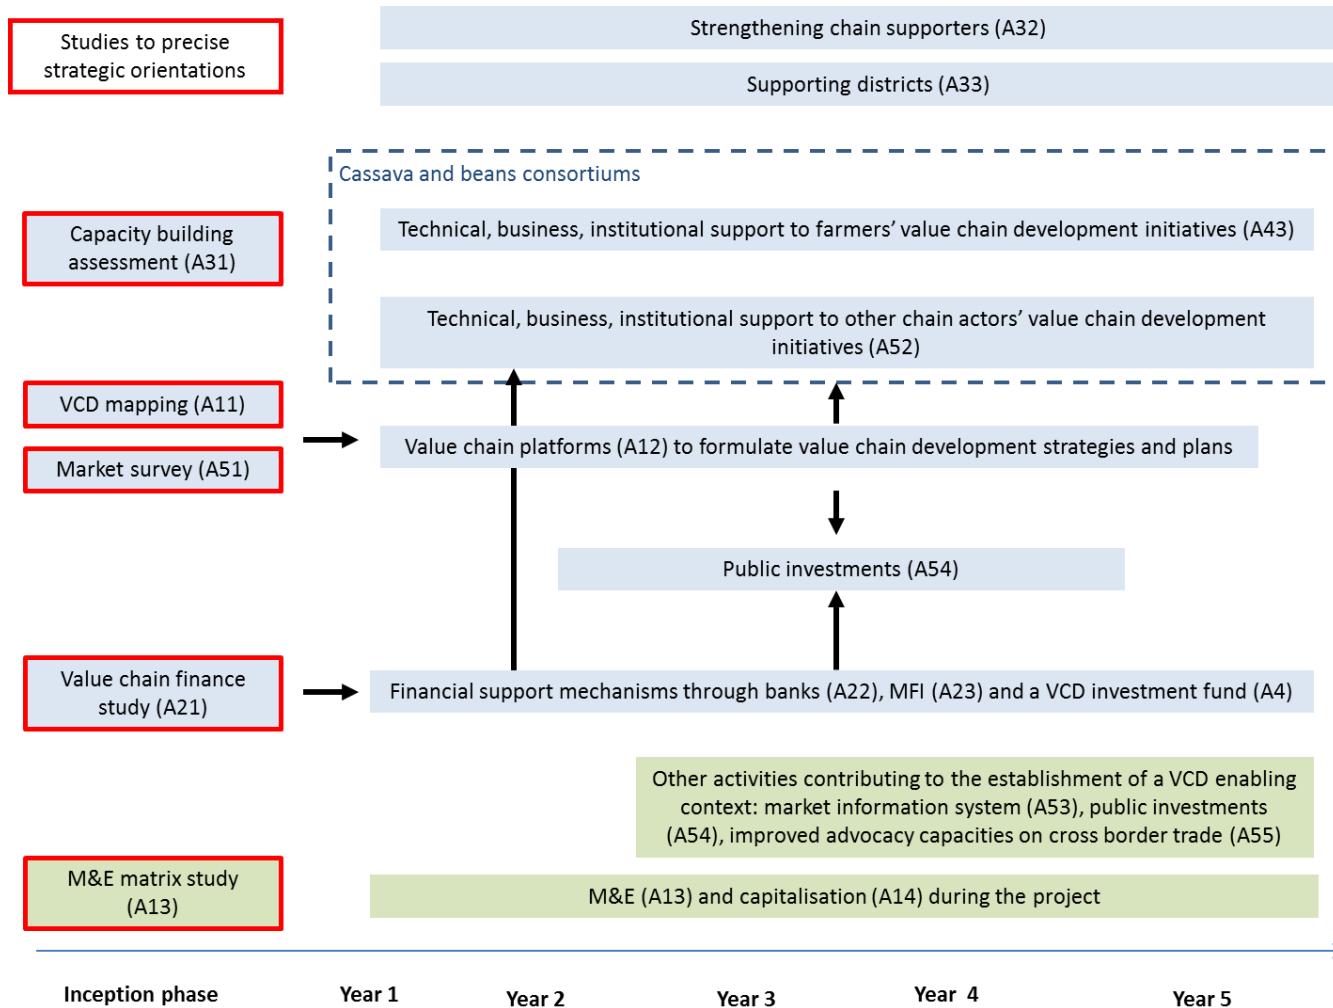 Studies to precise
strategic orientations
Strengthening chain supporters (A32)
Supporting districts (A33)
Cassava and beans consortiums
Capacity building
assessment (A31)
Technical, business, institutional support to farmers’ value chain development initiatives (A43)
Technical, business, institutional support to other chain actors’ value chain development
initiatives (A52)
VCD mapping (A11)
Market survey (A51)
Value chain platforms (A12) to formulate value chain development strategies and plans
Public investments (A54)
Value chain finance
study (A21)
Financial support mechanisms through banks (A22), MFI (A23) and a VCD investment fund (A4)
Other activities contributing to the establishment of a VCD enabling
context: market information system (A53), public investments
(A54), improved advocacy capacities on cross border trade (A55)
M&E matrix study
(A13)
M&E (A13) and capitalisation (A14) during the project
Inception phase
Year 1
Year 2
Year 3
Year 4
Year 5